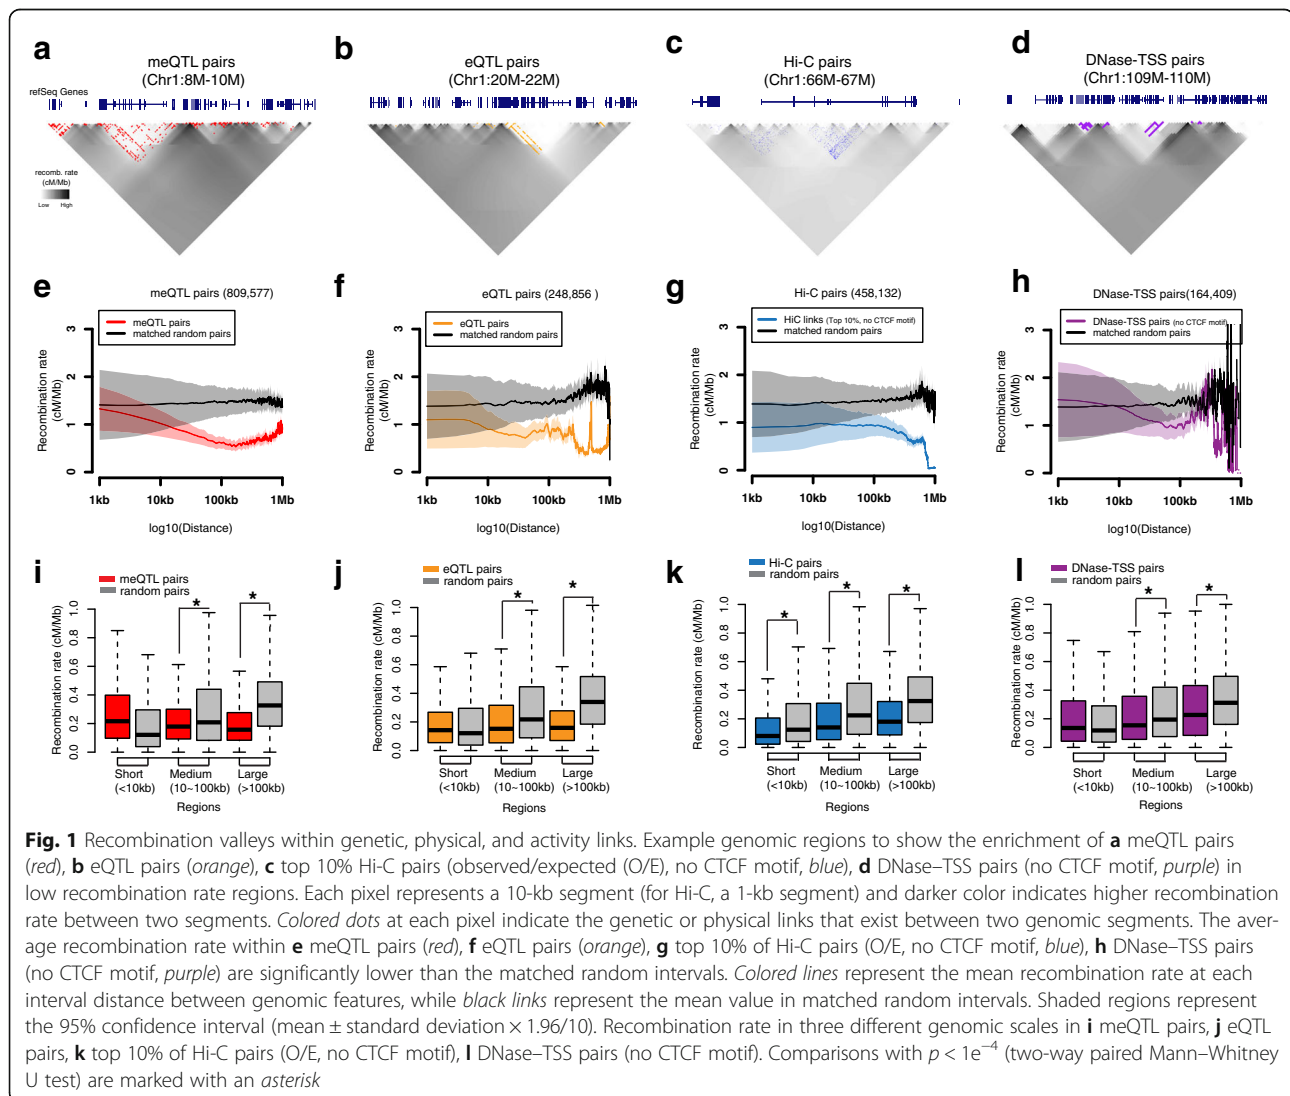 a
meQTL pairs
(Chr1:8M-10M)
refSeq Genes
recomb. rate
(cM/Mb)
Low High
b
eQTL pairs
(Chr1:20M-22M)
c
Hi-C pairs
(Chr1:66M-67M)
d
DNase-TSS pairs
(Chr1:109M-110M)
e
meQTL pairs (809,577)
meQTL pairs
matched random pairs
Recombination rate
(cM/Mb)
3
2
1
0
1kb 10kb 100kb 1Mb
log10(Distance)
f
eQTL pairs (248,856 )
eQTL pairs
matched random pairs
Recombination rate
(cM/Mb)
3
2
1
0
1kb 10kb 100kb 1Mb
log10(Distance)
g
Hi-C pairs (458,132)
HiC links (Top 10%, no CTCF motif)
matched random pairs
Recombination rate
(cM/Mb)
3
2
1
0
1kb 10kb 100kb 1Mb
log10(Distance)
h
DNase-TSS pairs(164,409)
DNase-TSS pairs (no CTCF motif)
matched random pairs
Recombination rate
(cM/Mb)
3
2
1
0
1kb 10kb 100kb 1Mb
log10(Distance)
i
meQTL pairs
random pairs
Recombination rate (cM/Mb)
1.0
0.8
0.6
0.4
0.2
0.0
*
*
Short Medium Large
(<10kb) (10~100kb) (>100kb)
Regions
j
eQTL pairs
random pairs
Recombination rate (cM/Mb)
1.0
0.8
0.6
0.4
0.2
0.0
*
*
Short Medium Large
(<10kb) (10~100kb) (>100kb)
Regions
k
Hi-C pairs
random pairs
Recombination rate (cM/Mb)
1.0
0.8
0.6
0.4
0.2
0.0
*
*
*
Short Medium Large
(<10kb) (10~100kb) (>100kb)
Regions
l
DNase-TSS pairs
random pairs
Recombination rate (cM/Mb)
1.0
0.8
0.6
0.4
0.2
0.0
*
*
Short Medium Large
(<10kb) (10~100kb) (>100kb)
Regions
Fig. 1 Recombination valleys within genetic, physical, and activity links. Example genomic regions to show the enrichment of a meQTL pairs
(red), b eQTL pairs (orange), c top 10% Hi-C pairs (observed/expected (O/E), no CTCF motif, blue), d DNase–TSS pairs (no CTCF motif, purple) in
low recombination rate regions. Each pixel represents a 10-kb segment (for Hi-C, a 1-kb segment) and darker color indicates higher recombination
rate between two segments. Colored dots at each pixel indicate the genetic or physical links that exist between two genomic segments. The aver-
age recombination rate within e meQTL pairs (red), f eQTL pairs (orange), g top 10% of Hi-C pairs (O/E, no CTCF motif, blue), h DNase–TSS pairs
(no CTCF motif, purple) are significantly lower than the matched random intervals. Colored lines represent the mean recombination rate at each
interval distance between genomic features, while black links represent the mean value in matched random intervals. Shaded regions represent
the 95% confidence interval (mean ± standard deviation × 1.96/10). Recombination rate in three different genomic scales in i meQTL pairs, j eQTL
pairs, k top 10% of Hi-C pairs (O/E, no CTCF motif), l DNase–TSS pairs (no CTCF motif). Comparisons with p < 1e⁻⁴ (two-way paired Mann–Whitney
U test) are marked with an asterisk